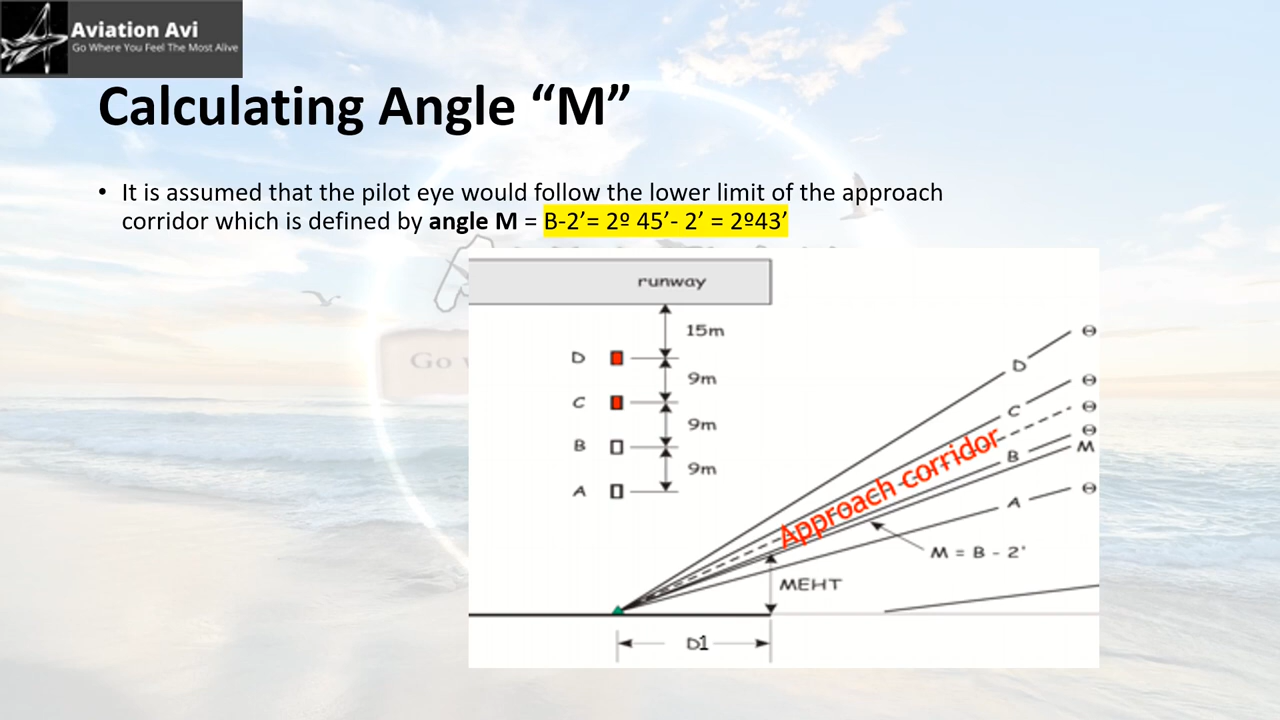 Aviation Avi
Go Where You Feel The Most Alive
Calculating Angle “M”
• It is assumed that the pilot eye would follow the lower limit of the approach
corridor which is defined by angle M = B-2’= 2º 45’- 2’ = 2º43’
runway
15m
D
9m
C
9m
B
9m
A
D Θ
C Θ
Θ
B Θ
M
A Θ
Approach corridor
M = B - 2'
MEHT
D1
Go